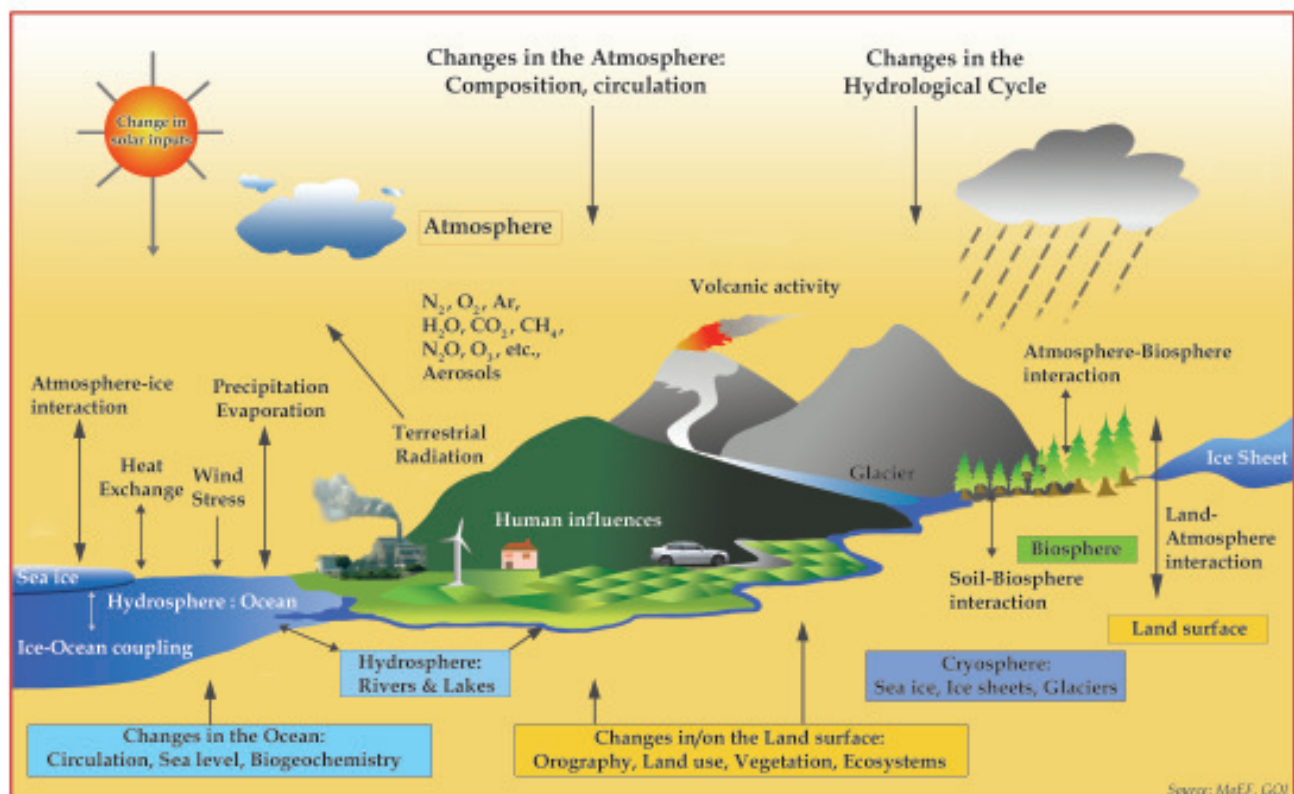 Changes in the Atmosphere:
Composition, circulation
Changes in the
Hydrological Cycle
Change in
solar inputs
Atmosphere
N₂, O₂, Ar,
H₂O, CO₂, CH₄,
N₂O, O₃, etc.,
Aerosols
Volcanic activity
Atmosphere-Biosphere
interaction
Atmosphere-ice
interaction
Precipitation
Evaporation
Terrestrial
Radiation
Heat
Exchange
Wind
Stress
Glacier
Ice Sheet
Human influences
Land-
Atmosphere
interaction
Biosphere
Soil-Biosphere
interaction
Sea ice
Hydrosphere : Ocean
Ice-Ocean coupling
Land surface
Hydrosphere:
Rivers & Lakes
Cryosphere:
Sea ice, Ice sheets, Glaciers
Changes in the Ocean:
Circulation, Sea level, Biogeochemistry
Changes in/on the Land surface:
Orography, Land use, Vegetation, Ecosystems
Source: MoEF, GOI